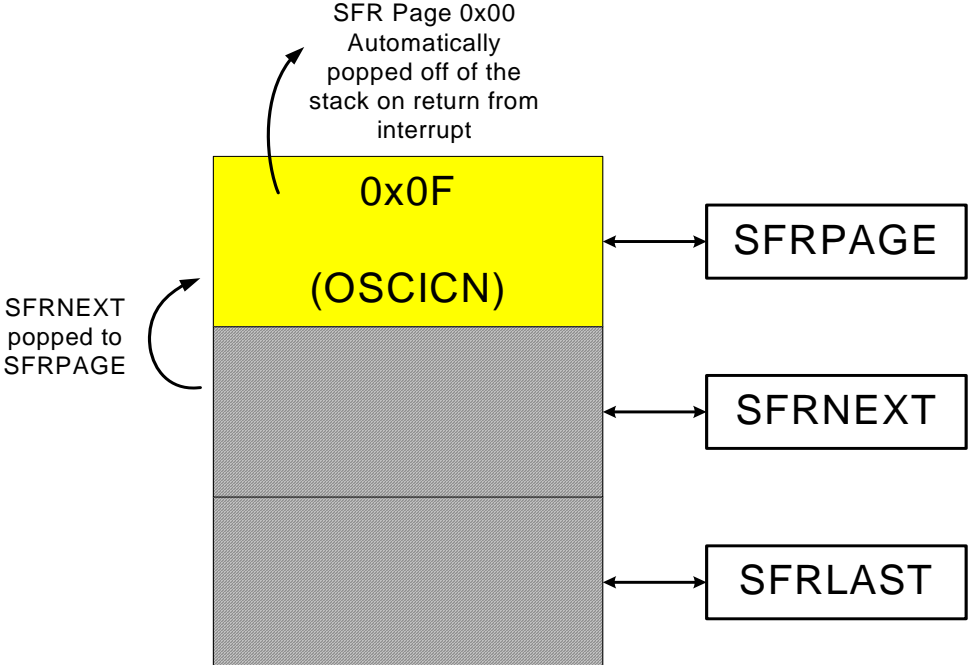 SFR Page 0x00
Automatically
popped off of the
stack on return from
interrupt
0x0F
(OSCICN)
SFRPAGE
SFRNEXT
popped to
SFRPAGE
SFRNEXT
SFRLAST